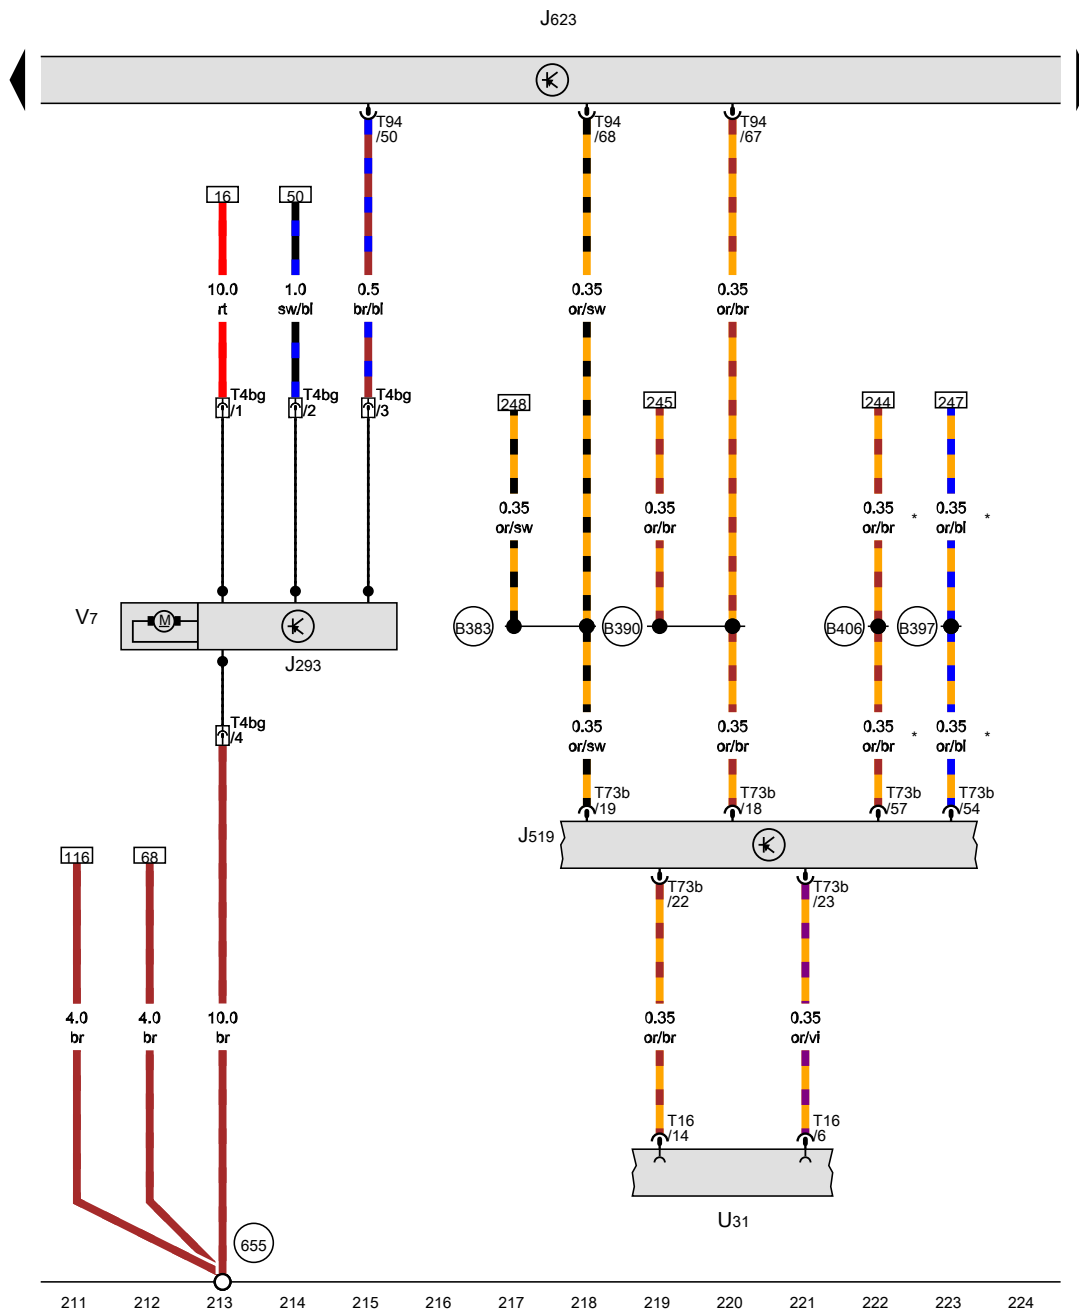 J623
T94
/50
T94
/68
T94
/67
16
50
10.0
rt
1.0
sw/bl
0.5
br/bl
0.35
or/sw
0.35
or/br
T4bg
/1
T4bg
/2
T4bg
/3
248
245
244
247
0.35
or/sw
0.35
or/br
0.35
or/br
*
0.35
or/bl
*
V7
M
J293
B383
B390
B406
B397
T4bg
/4
0.35
or/sw
0.35
or/br
0.35
or/br
*
0.35
or/bl
*
T73b
/19
T73b
/18
T73b
/57
T73b
/54
J519
116
68
T73b
/22
T73b
/23
4.0
br
4.0
br
10.0
br
0.35
or/br
0.35
or/vi
T16
/14
T16
/6
U31
655
211 212 213 214 215 216 217 218 219 220 221 222 223 224